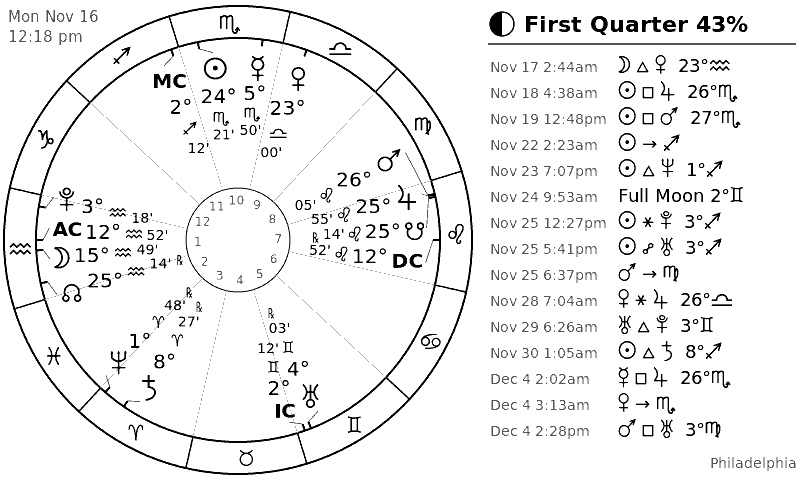 Mon Nov 16
12:18 pm
First Quarter 43%
Nov 17 2:44am ☽ △ ♀ 23°♒
Nov 18 4:38am ☉ □ ♃ 26°♏
Nov 19 12:48pm ☉ □ ♂ 27°♏
Nov 22 2:23am ☉ → ♐
Nov 23 7:07pm ☉ △ ♆ 1°♐
Nov 24 9:53am Full Moon 2°♊
Nov 25 12:27pm ☉ ⚹ ♇ 3°♐
Nov 25 5:41pm ☉ ☍ ♅ 3°♐
Nov 25 6:37pm ♂ → ♍
Nov 28 7:04am ♀ ⚹ ♃ 26°♎
Nov 29 6:26am ♅ △ ♇ 3°♊
Nov 30 1:05am ☉ △ ♄ 8°♐
Dec 4 2:02am ☿ □ ♃ 26°♏
Dec 4 3:13am ♀ → ♏
Dec 4 2:28pm ♂ □ ♅ 3°♍
Philadelphia
♏
♎
♍
♌
♋
♊
♉
♈
♓
♒
♑
♐
MC 2° ♐ 12'
☉ 24° ♏ 21'
☿ 5° ♏ 50'
♀ 23° ♎ 00'
♂ 26° ♌ 05'
♃ 25° ♌ 55'
☋ 25° ♌ 14' ℞
DC 12° ♌ 52'
♅ 4° ♊ 03' ℞
IC 2° ♊ 12'
♄ 8° ♈ 27' ℞
♆ 1° ♈ 48' ℞
☊ 25° ♒ 14' ℞
☽ 15° ♒ 49'
AC 12° ♒ 52'
♇ 3° ♒ 18'
1
2
3
4
5
6
7
8
9
10
11
12